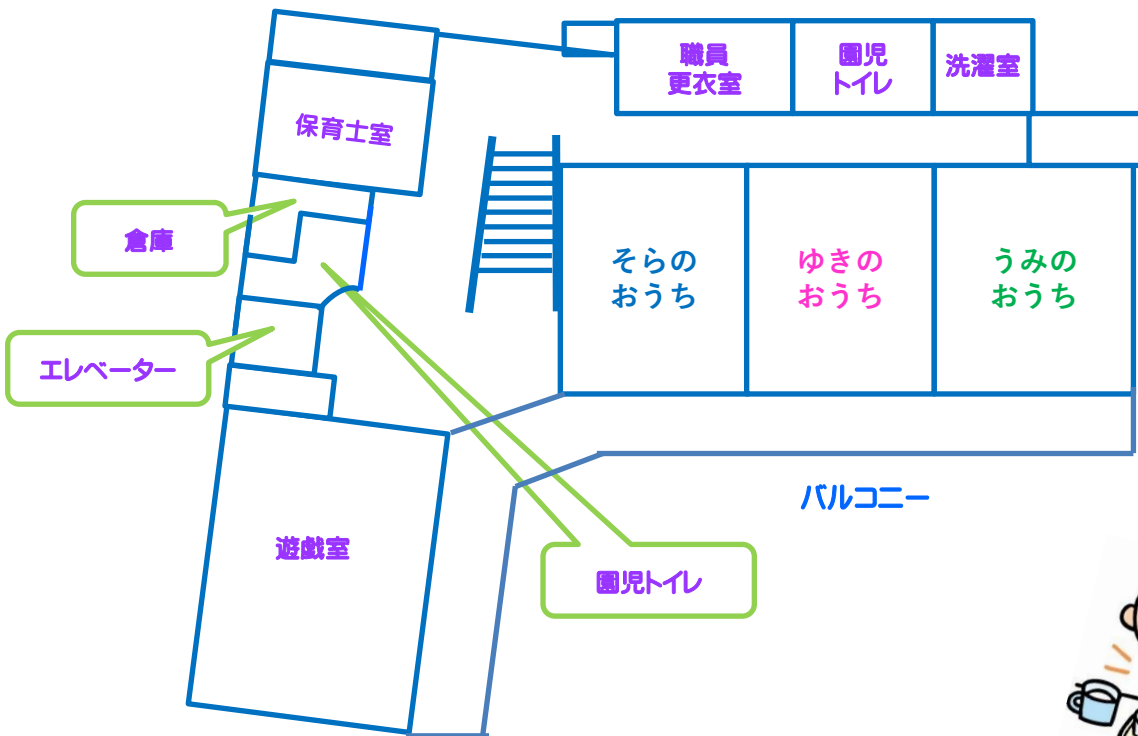 職員
更衣室
園児
トイレ
洗濯室
保育士室
倉庫
そらの
おうち
ゆきの
おうち
うみの
おうち
エレベーター
バルコニー
遊戯室
園児トイレ